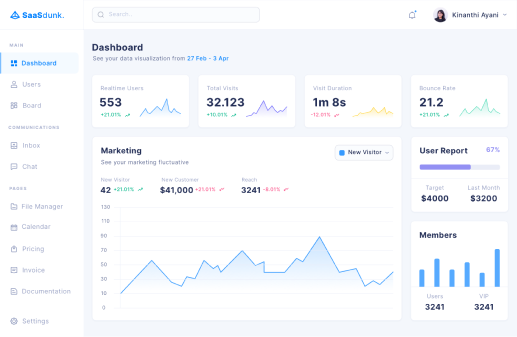 SaaSdunk.
Search...
Kinanthi Ayani
MAIN
Dashboard
Users
Board
COMMUNICATIONS
Inbox
Chat
PAGES
File Manager
Calendar
Pricing
Invoice
Documentation
Settings
Dashboard
See your data visualization from 27 Feb - 3 Apr
Realtime Users
553
+21.01%
Total Visits
32.123
+10.01%
Visit Duration
1m 8s
-12.01%
Bounce Rate
21.2
+21.01%
Marketing
See your marketing fluctuative
New Visitor
New Visitor
42 +21.01%
New Customer
$41,000 +21.01%
Reach
3241 -6.01%
150
110
90
70
50
30
10
0
User Report 67%
Target
$4000
Last Month
$3200
Members
Users
3241
VIP
3241